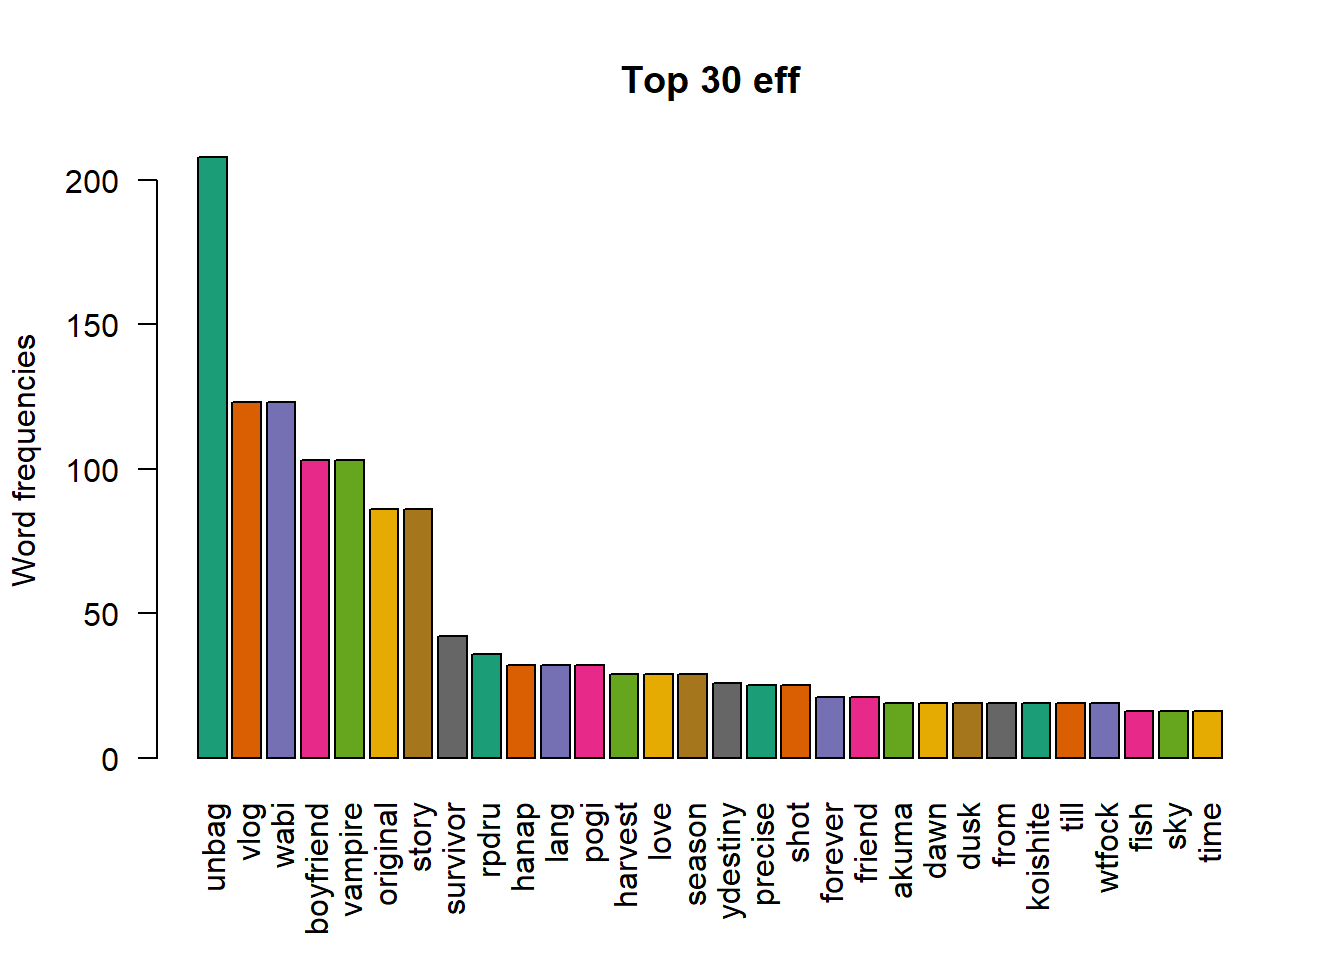 Top 30 eff
Word frequencies
200
150
100
50
0
unbag
vlog
wabi
boyfriend
vampire
original
story
survivor
rpdru
hanap
lang
pogi
harvest
love
season
ydestiny
precise
shot
forever
friend
akuma
dawn
dusk
from
koishite
till
wtfock
fish
sky
time